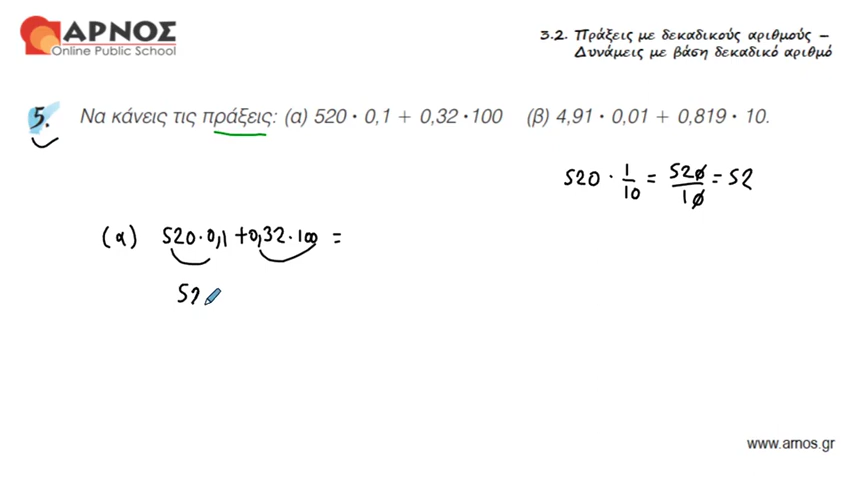 ΑΡΝΟΣ
Online Public School
3.2. Πράξεις με δεκαδικούς αριθμούς –
Δυνάμεις με βάση δεκαδικό αριθμό
5. Να κάνεις τις πράξεις: (α) 520 · 0,1 + 0,32 · 100 (β) 4,91 · 0,01 + 0,819 · 10.
520 · 1/10 = 520/10 = 52
(α) 520 · 0,1 + 0,32 · 100 =
52
www.arnos.gr